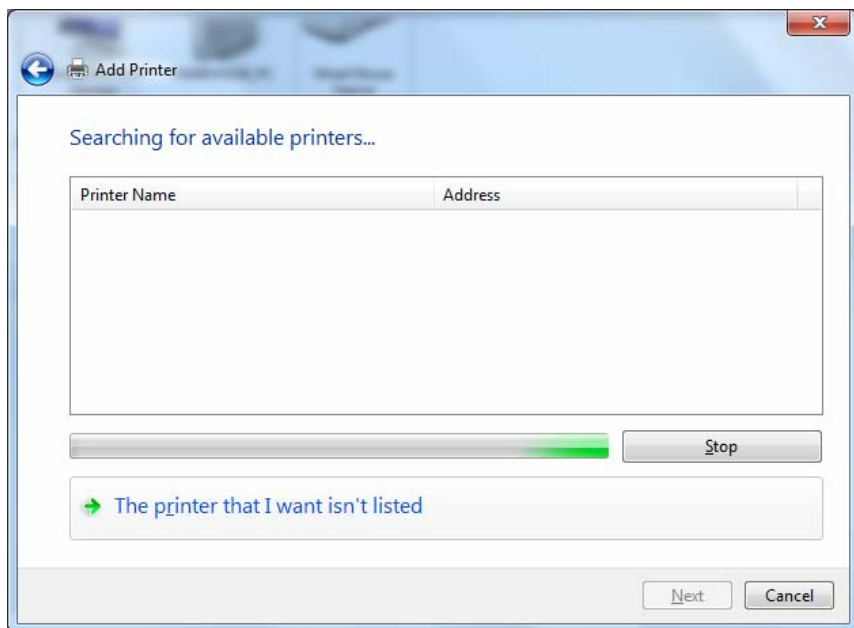 Add Printer
Searching for available printers...
Printer Name Address
Stop
The printer that I want isn't listed
Next Cancel